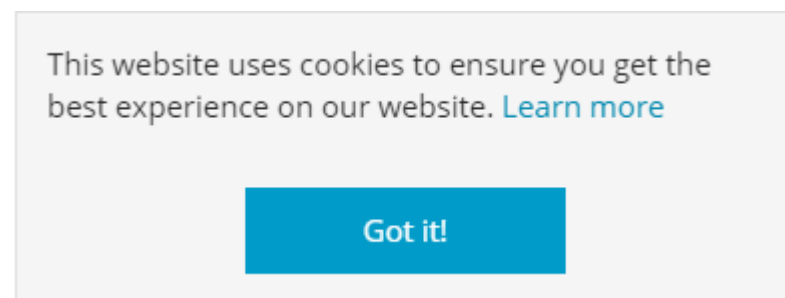 This website uses cookies to ensure you get the
best experience on our website. Learn more
Got it!